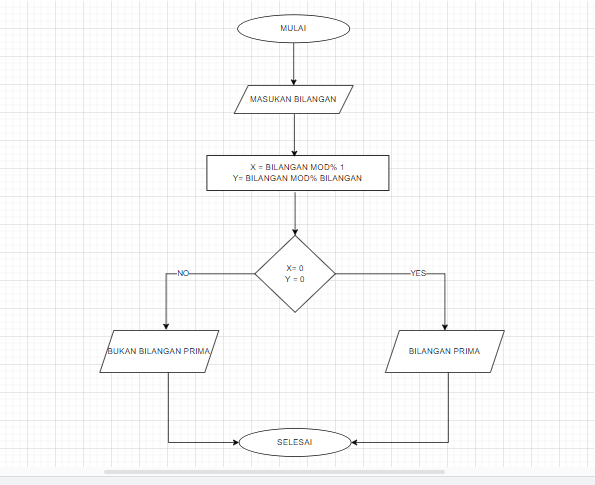 MULAI
MASUKAN BILANGAN
X = BILANGAN MOD% 1
Y= BILANGAN MOD% BILANGAN
X= 0
Y = 0
NO
YES
BUKAN BILANGAN PRIMA
BILANGAN PRIMA
SELESAI